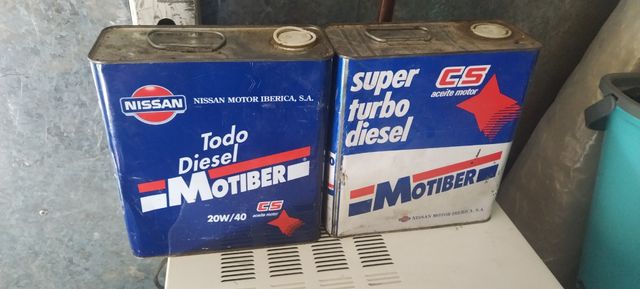 NISSAN
NISSAN MOTOR IBERICA, S.A.
Todo
Diesel
MOTIBER
20W/40
CS
aceite motor
super
turbo
diesel
CS
aceite motor
MOTIBER
NISSAN MOTOR IBERICA, S.A.